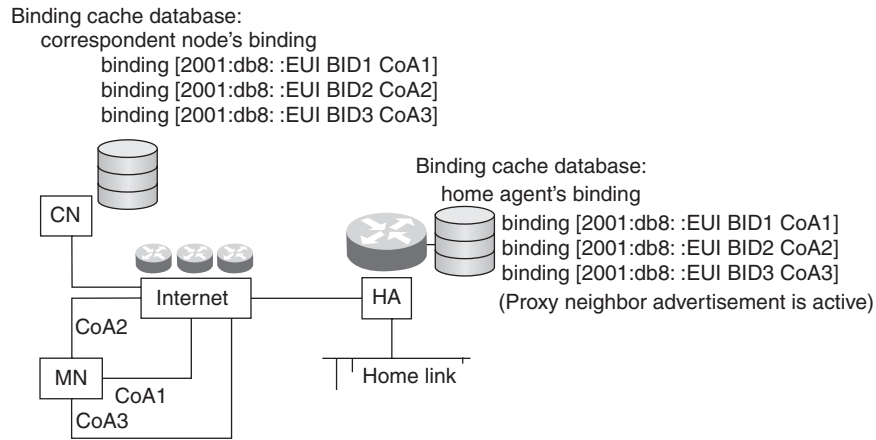 Binding cache database:
correspondent node's binding
binding [2001:db8: :EUI BID1 CoA1]
binding [2001:db8: :EUI BID2 CoA2]
binding [2001:db8: :EUI BID3 CoA3]
Binding cache database:
home agent's binding
binding [2001:db8: :EUI BID1 CoA1]
binding [2001:db8: :EUI BID2 CoA2]
binding [2001:db8: :EUI BID3 CoA3]
(Proxy neighbor advertisement is active)
CN
Internet
HA
CoA2
MN
CoA1
CoA3
Home link